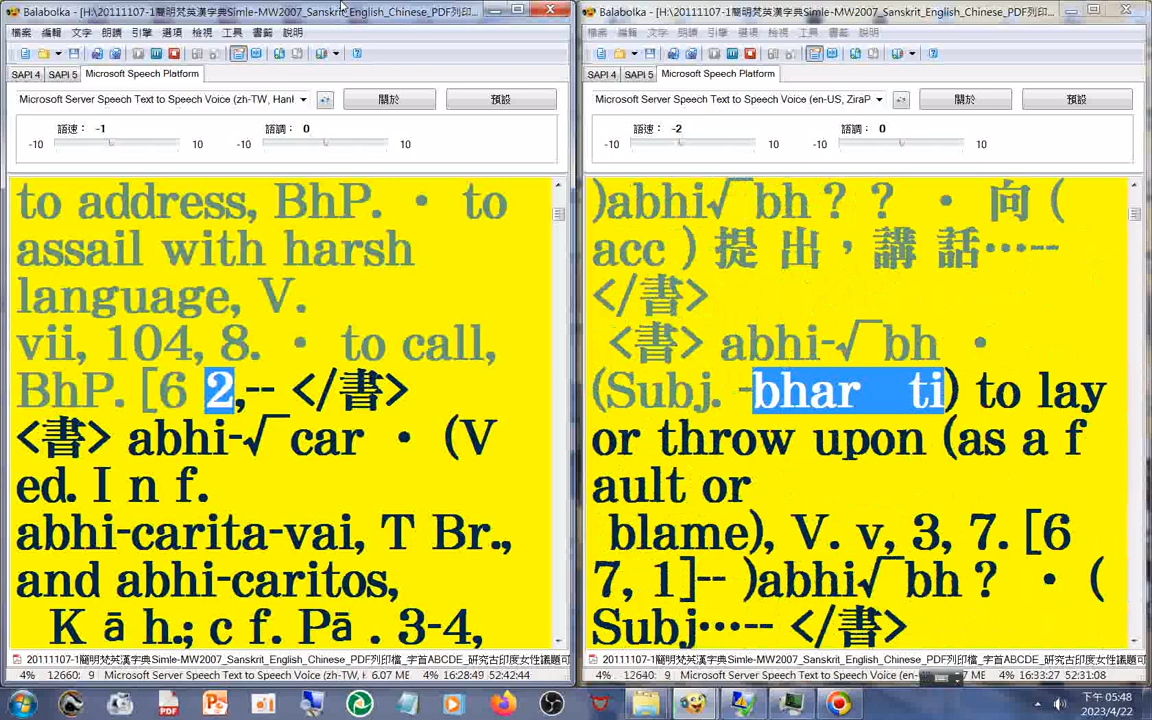 Balabolka - [H:\20111107-1簡明梵英漢字典Simle-MW2007_Sanskrit_English_Chinese_PDF列印...
檔案 編輯 文字 朗讀 引擎 選項 檢視 工具 書籤 說明
SAPI 4 SAPI 5 Microsoft Speech Platform
Microsoft Server Speech Text to Speech Voice (zh-TW, HanI
關於 預設
語速： -1 語調： 0
-10 10 -10 10
to address, BhP. • to
assail with harsh
language, V.
vii, 104, 8. • to call,
BhP. [6 2,-- </書>
<書> abhi-√car • (V
ed. I n f.
abhi-carita-vai, T Br.,
and abhi-caritos,
K ā h.; c f. Pā . 3-4,
20111107-1簡明梵英漢字典Simle-MW2007_Sanskrit_English_Chinese_PDF列印檔_字首ABCDE_研究古印度女性議題可
4% 12660: 9 Microsoft Server Speech Text to Speech Voice (zh-TW, H 6.07 MB 4% 16:28:49 52:42:44
Balabolka - [H:\20111107-1簡明梵英漢字典Simle-MW2007_Sanskrit_English_Chinese_PDF列印...
檔案 編輯 文字 朗讀 引擎 選項 檢視 工具 書籤 說明
SAPI 4 SAPI 5 Microsoft Speech Platform
Microsoft Server Speech Text to Speech Voice (en-US, ZiraP
關於 預設
語速： -2 語調： 0
-10 10 -10 10
)abhi√bh？？ • 向 (
acc ) 提 出，講 話…--
</書>
<書> abhi-√bh •
(Subj. -bhar ti) to lay
or throw upon (as a f
ault or
blame), V. v, 3, 7. [6
7, 1]-- )abhi√bh？ • (
Subj…-- </書>
20111107-1簡明梵英漢字典Simle-MW2007_Sanskrit_English_Chinese_PDF列印檔_字首ABCDE_研究古印度女性議題可
4% 12640: 9 Microsoft Server Speech Text to Speech Voice (en-US, 4% 16:33:27 52:31:08
下午 05:48
2023/4/22